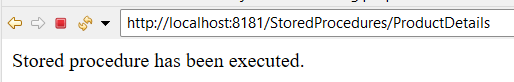 http://localhost:8181/StoredProcedures/ProductDetails
Stored procedure has been executed.